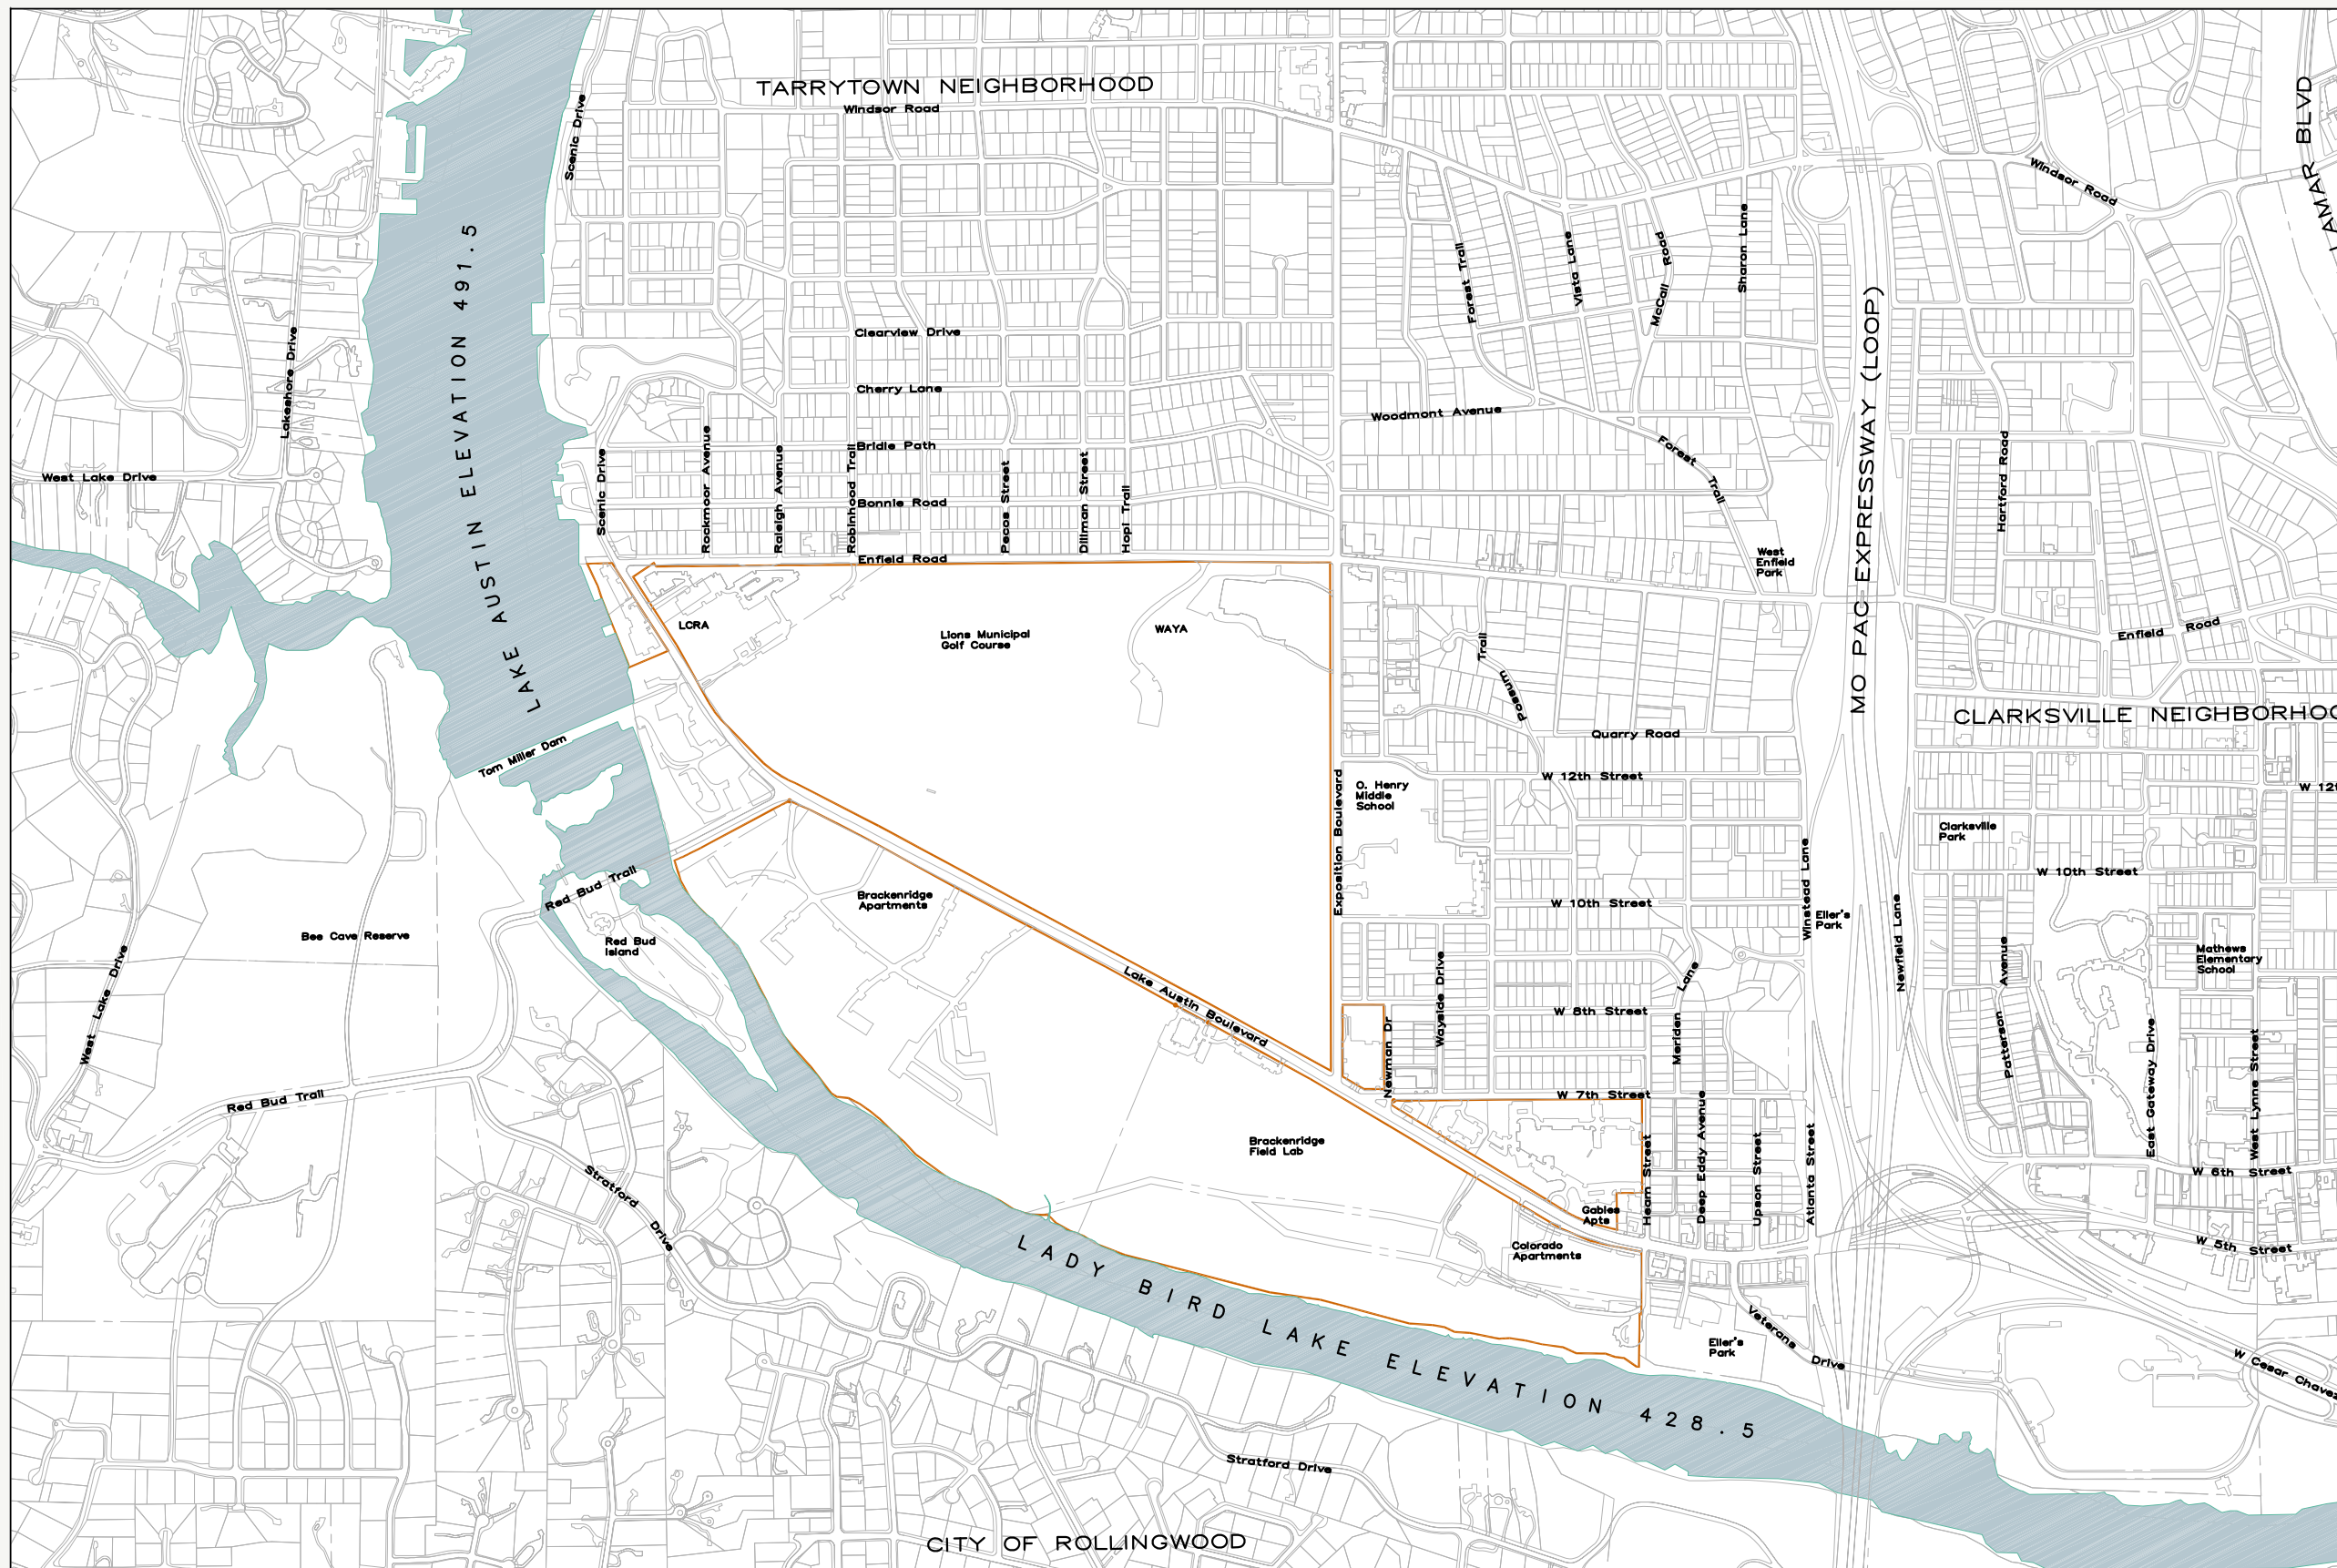 TARRYTOWN NEIGHBORHOOD
Windsor Road
Scenic Drive
LAMAR BLVD
Windsor Road
Forest Trail
Vista Lane
McCall Road
Sharon Lane
LAKE AUSTIN ELEVATION 491.5
Lakeshore Drive
Clearview Drive
Cherry Lane
Woodmont Avenue
MO PAC EXPRESSWAY (LOOP)
Bridle Path
Forest
Trail
Hartford Road
West Lake Drive
Scenic Drive
Rockmoor Avenue
Raleigh Avenue
Robinhood Trail
Bonnie Road
Pecos Street
Dillman Street
Hopi Trail
Enfield Road
West
Enfield
Park
LCRA
Lions Municipal
Golf Course
WAYA
Enfield Road
Possum Trail
CLARKSVILLE NEIGHBORHOO
Quarry Road
Tom Miller Dam
W 12th Street
Exposition Boulevard
O. Henry
Middle
School
W 12t
Clarksville
Park
Winstead Lane
W 10th Street
Red Bud Trail
Brackenridge
Apartments
W 10th Street
Eiler's
Park
Newfield Lane
Bee Cave Reserve
Red Bud
Island
West Lake Drive
Lake Austin Boulevard
Wayside Drive
Meriden Lane
Patterson Avenue
Mathews
Elementary
School
W 8th Street
Newman Dr
East Gateway Drive
West Lynne Street
Red Bud Trail
W 7th Street
Brackenridge
Field Lab
Hearn Street
Deep Eddy Avenue
Upson Street
Atlanta Street
W 6th Street
Stratford Drive
Gables
Apts
Colorado
Apartments
W 5th Street
LADY BIRD LAKE ELEVATION 428.5
Eiler's
Park
Veterans Drive
W Cesar Chavez
Stratford Drive
CITY OF ROLLINGWOOD